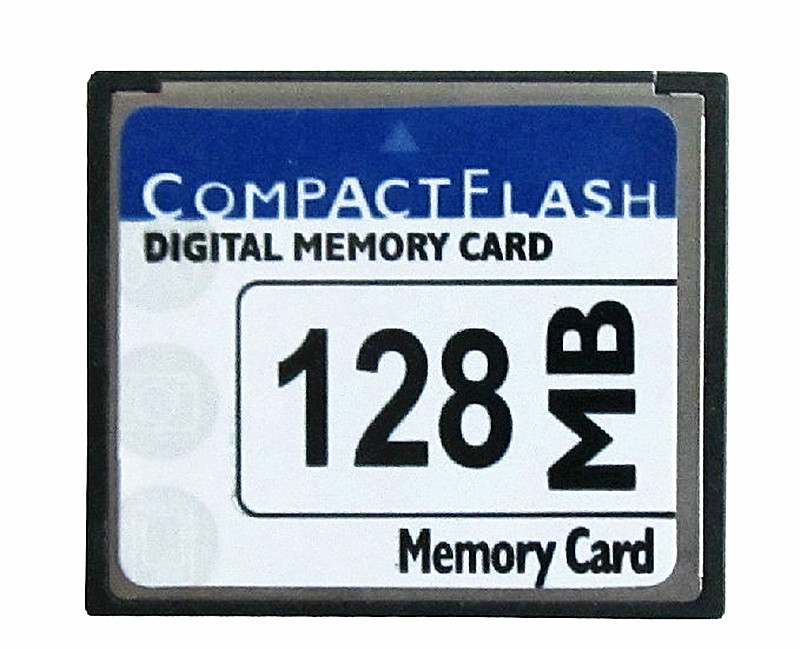 COMPACTFLASH
DIGITAL MEMORY CARD
128 MB
Memory Card